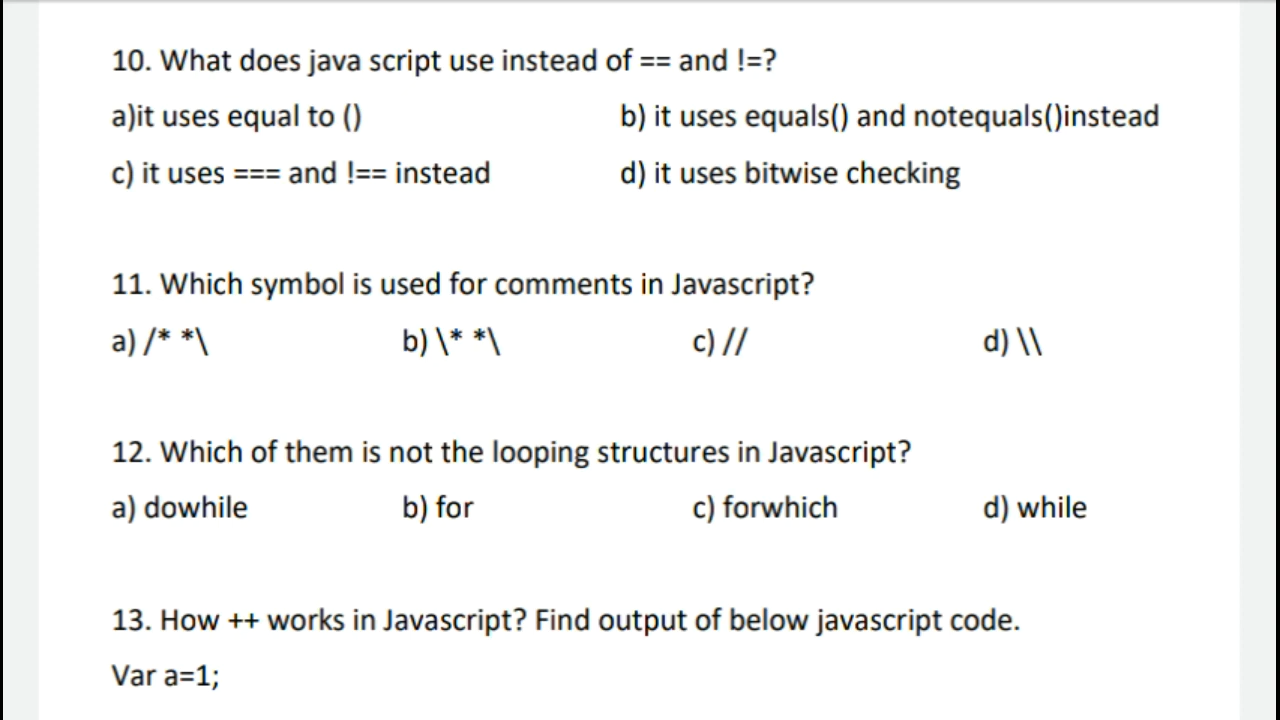 10. What does java script use instead of == and !=?
a)it uses equal to () b) it uses equals() and notequals()instead
c) it uses === and !== instead d) it uses bitwise checking
11. Which symbol is used for comments in Javascript?
a) /* *\ b) \* *\ c) // d) \\
12. Which of them is not the looping structures in Javascript?
a) dowhile b) for c) forwhich d) while
13. How ++ works in Javascript? Find output of below javascript code.
Var a=1;